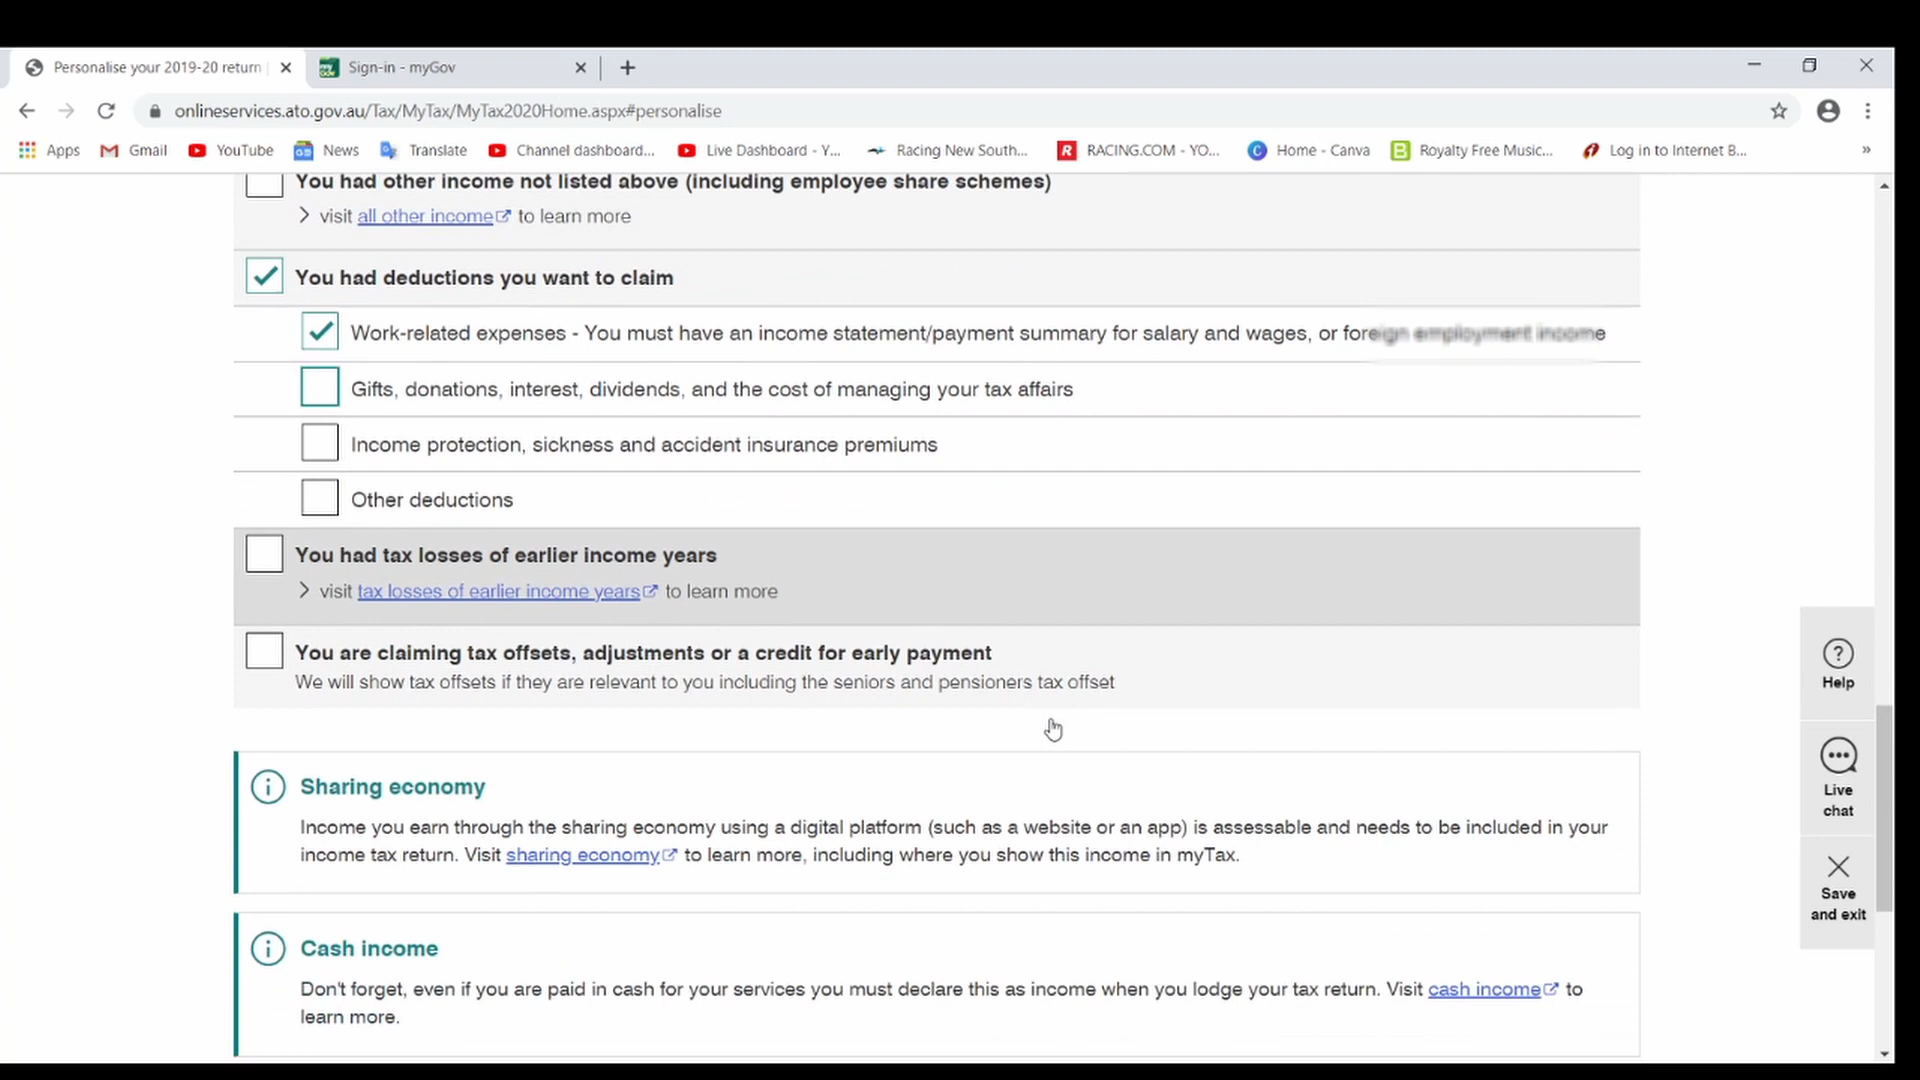 Personalise your 2019-20 return
Sign-in - myGov
onlineservices.ato.gov.au/Tax/MyTax/MyTax2020Home.aspx#personalise
Apps Gmail YouTube News Translate Channel dashboard... Live Dashboard - Y... Racing New South... RACING.COM - YO... Home - Canva Royalty Free Music... Log in to Internet B... »
You had other income not listed above (including employee share schemes)
visit all other income to learn more
You had deductions you want to claim
Work-related expenses - You must have an income statement/payment summary for salary and wages, or foreign employment income
Gifts, donations, interest, dividends, and the cost of managing your tax affairs
Income protection, sickness and accident insurance premiums
Other deductions
You had tax losses of earlier income years
visit tax losses of earlier income years to learn more
You are claiming tax offsets, adjustments or a credit for early payment
We will show tax offsets if they are relevant to you including the seniors and pensioners tax offset
Help
Live
chat
Save
and exit
Sharing economy
Income you earn through the sharing economy using a digital platform (such as a website or an app) is assessable and needs to be included in your
income tax return. Visit sharing economy to learn more, including where you show this income in myTax.
Cash income
Don't forget, even if you are paid in cash for your services you must declare this as income when you lodge your tax return. Visit cash income to
learn more.